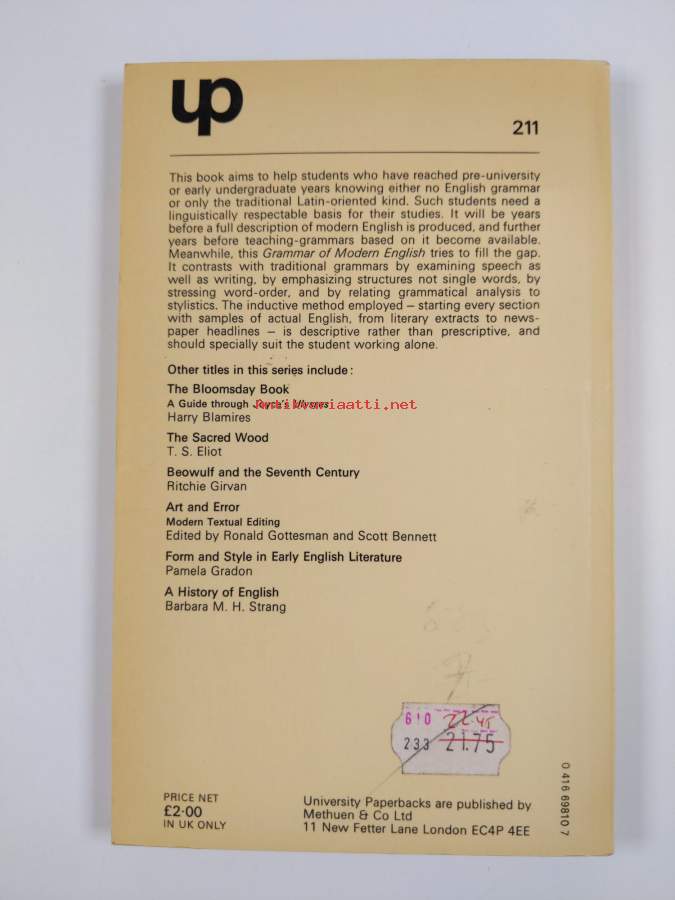 up
211
This book aims to help students who have reached pre-university
or early undergraduate years knowing either no English grammar
or only the traditional Latin-oriented kind. Such students need a
linguistically respectable basis for their studies. It will be years
before a full description of modern English is produced, and further
years before teaching-grammars based on it become available.
Meanwhile, this Grammar of Modern English tries to fill the gap.
It contrasts with traditional grammars by examining speech as
well as writing, by emphasizing structures not single words, by
stressing word-order, and by relating grammatical analysis to
stylistics. The inductive method employed – starting every section
with samples of actual English, from literary extracts to news-
paper headlines – is descriptive rather than prescriptive, and
should specially suit the student working alone.
Other titles in this series include:
The Bloomsday Book
A Guide through Joyce's Ulysses
Antikvariaatti.net
Harry Blamires
The Sacred Wood
T. S. Eliot
Beowulf and the Seventh Century
Ritchie Girvan
Art and Error
Modern Textual Editing
Edited by Ronald Gottesman and Scott Bennett
Form and Style in Early English Literature
Pamela Gradon
A History of English
Barbara M. H. Strang
610 22.45
233 21.75
PRICE NET
£2·00
IN UK ONLY
University Paperbacks are published by
Methuen & Co Ltd
11 New Fetter Lane London EC4P 4EE
0 416 69810 7